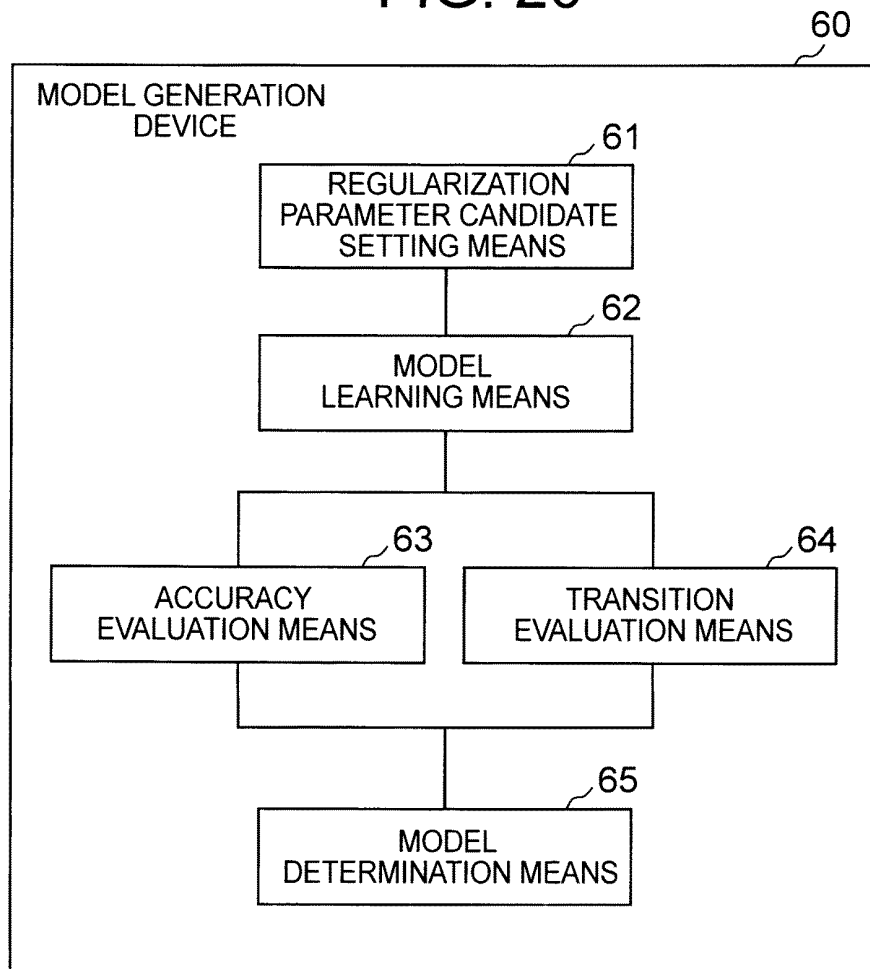 60
MODEL GENERATION
DEVICE
61
REGULARIZATION
PARAMETER CANDIDATE
SETTING MEANS
62
MODEL
LEARNING MEANS
63
ACCURACY
EVALUATION MEANS
64
TRANSITION
EVALUATION MEANS
65
MODEL
DETERMINATION MEANS